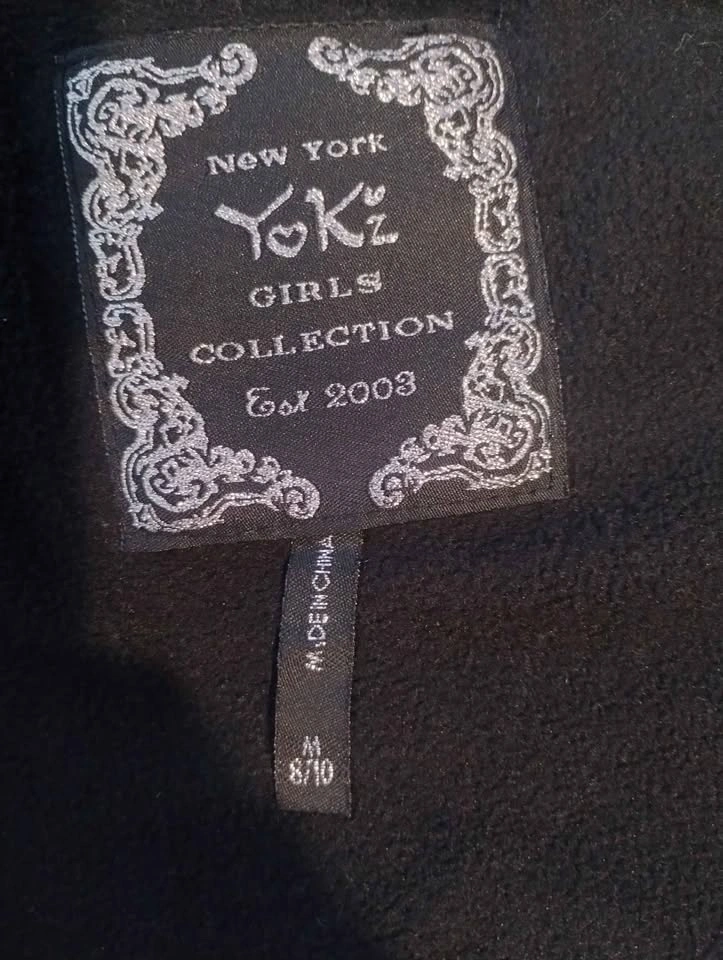 New York
Yoki
GIRLS
COLLECTION
Est 2003
MADE IN CHINA
M
8/10